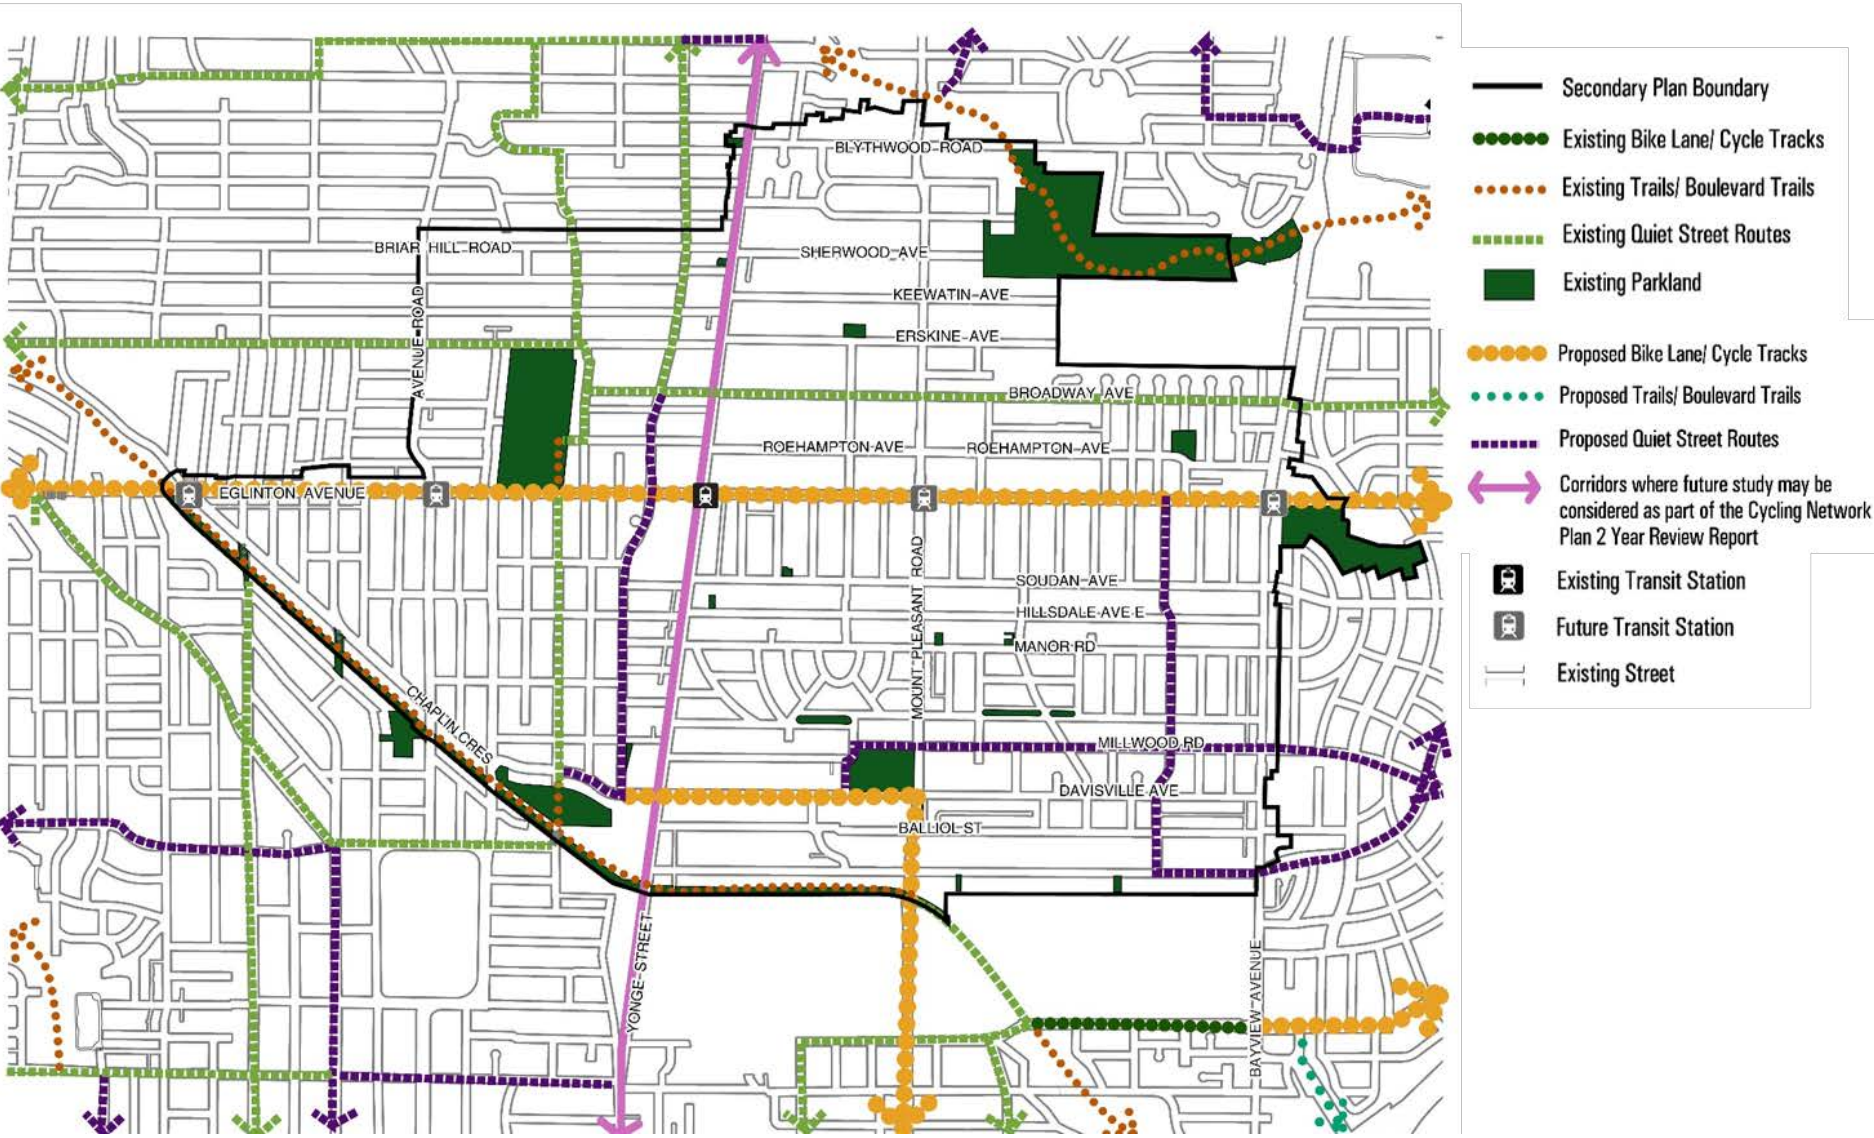 BLYTHWOOD ROAD
BRIAR HILL ROAD
SHERWOOD AVE
KEEWATIN AVE
AVENUE ROAD
ERSKINE AVE
BROADWAY AVE
ROEHAMPTON AVE
ROEHAMPTON AVE
EGLINTON AVENUE
MOUNT PLEASANT ROAD
SOUDAN AVE
HILLSDALE AVE E
MANOR RD
CHAPLIN CRES
MILLWOOD RD
DAVISVILLE AVE
BALLIOL ST
YONGE STREET
BAYVIEW AVENUE
Secondary Plan Boundary
Existing Bike Lane/ Cycle Tracks
Existing Trails/ Boulevard Trails
Existing Quiet Street Routes
Existing Parkland
Proposed Bike Lane/ Cycle Tracks
Proposed Trails/ Boulevard Trails
Proposed Quiet Street Routes
Corridors where future study may be
considered as part of the Cycling Network
Plan 2 Year Review Report
Existing Transit Station
Future Transit Station
Existing Street